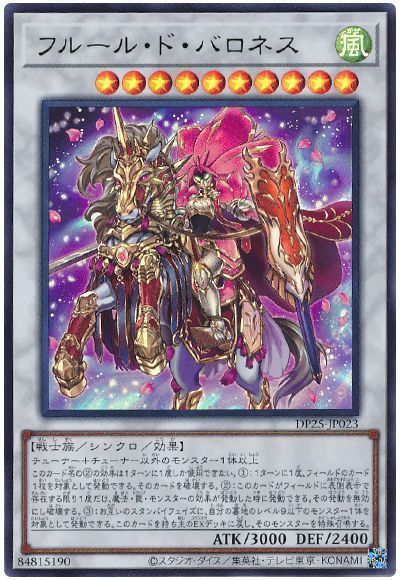 フルール・ド・バロネス
風
DP25-JP023
【戦士族／シンクロ／効果】
チューナー＋チューナー以外のモンスター1体以上
このカード名の②の効果は1ターンに1度しか使用できない。①：1ターンに1度、フィールドのカード
1枚を対象として発動できる。そのカードを破壊する。②：このカードがフィールドに表側表示で
存在する限り1度だけ、魔法・罠・モンスターの効果が発動した時に発動できる。その発動を無効
にし破壊する。③：お互いのスタンバイフェイズに、自分の墓地のレベル9以下のモンスター1体を
対象として発動できる。このカードを持ち主のEXデッキに戻し、そのモンスターを特殊召喚する。
ATK/3000 DEF/2400
84815190
©スタジオ・ダイス／集英社・テレビ東京・KONAMI